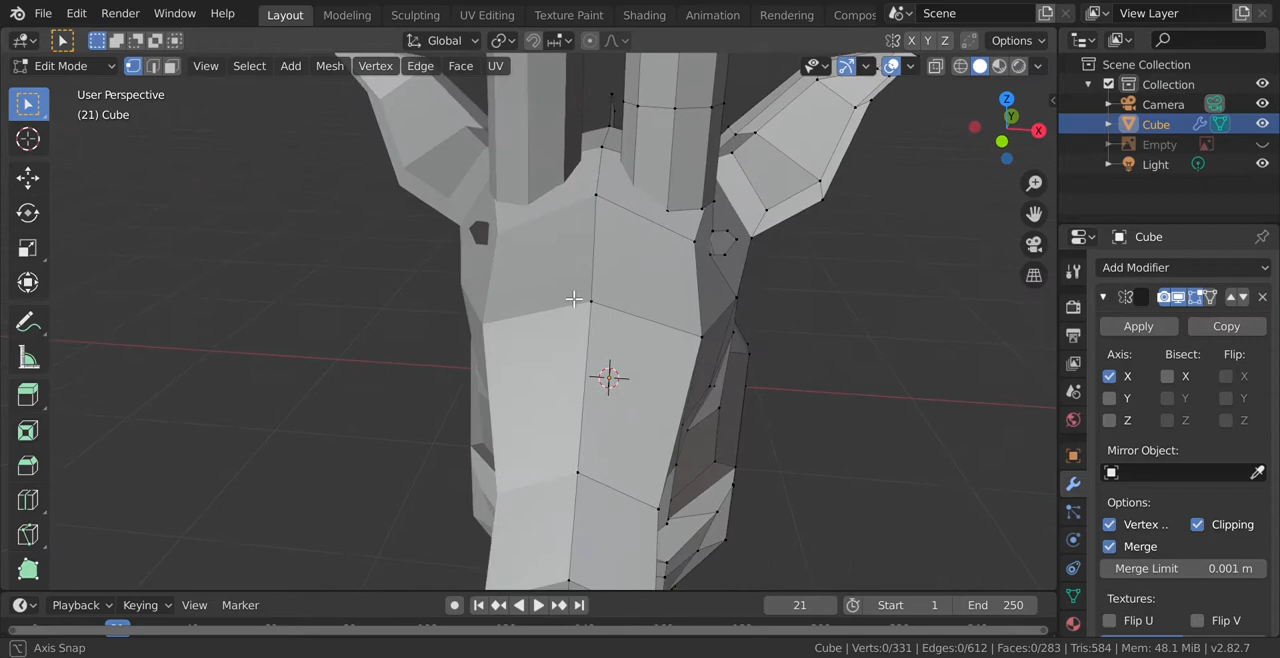 File Edit Render Window Help Layout Modeling Sculpting UV Editing Texture Paint Shading Animation Rendering Compos Scene View Layer
Global Options
X Y Z
Edit Mode View Select Add Mesh Vertex Edge Face UV
User Perspective
(21) Cube
Z
Y
X
Scene Collection
Collection
Camera
Cube
Empty
Light
Cube
Add Modifier
Apply Copy
Axis: Bisect: Flip:
X X X
Y Y Y
Z Z Z
Mirror Object:
Options:
Vertex .. Clipping
Merge
Merge Limit 0.001 m
Textures:
Flip U Flip V
Playback Keying View Marker 21 Start 1 End 250
Axis Snap Cube | Verts:0/331 | Edges:0/612 | Faces:0/283 | Tris:584 | Mem: 48.1 MiB | v2.82.7